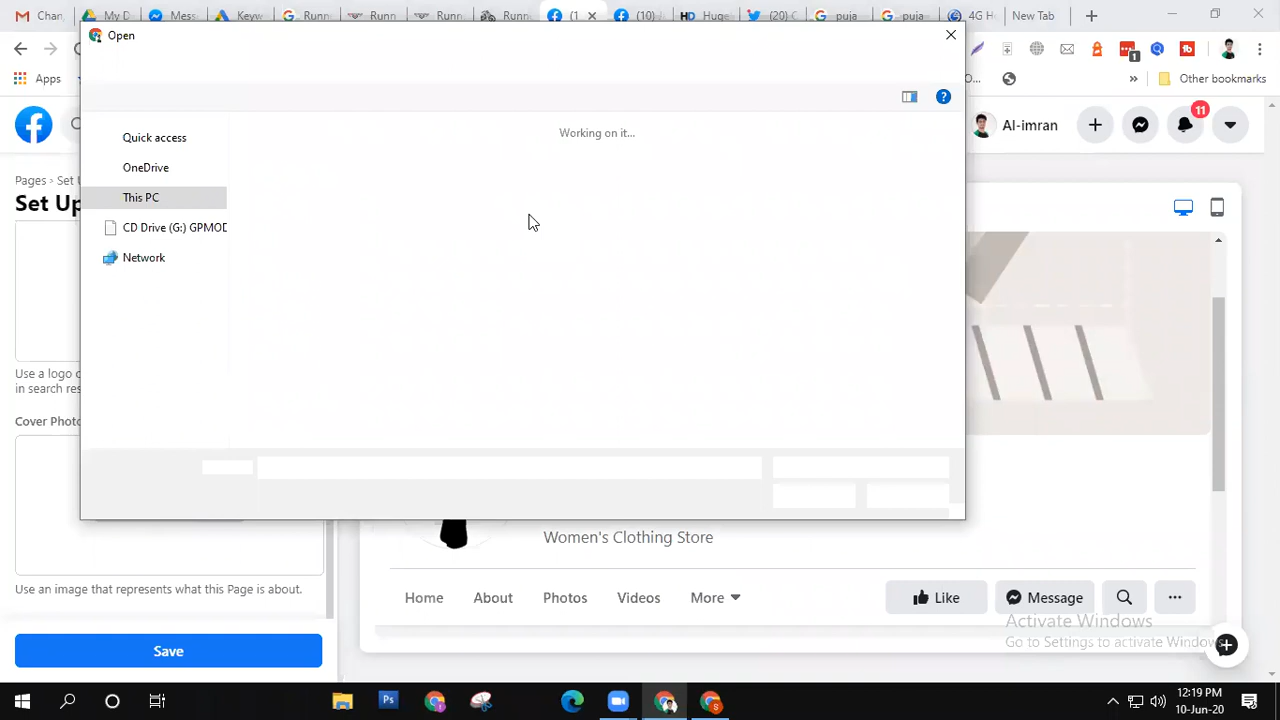 Chan
M
Mess
Keyw
Runn
Runn
Runn
Runn
(1
(10)
HD
Huge
(20) C
puja
puja
4G H
New Tab
Open
1
Apps
O...
»
Other bookmarks
?
Working on it...
Quick access
OneDrive
This PC
CD Drive (G:) GPMOD
Network
Al-imran
11
Pages › Set U
Set Up
Use a logo o
in search res
Cover Photo
Use an image that represents what this Page is about.
Save
Women's Clothing Store
Home
About
Photos
Videos
More
Like
Message
Activate Windows
Go to Settings to activate Windows.
Ps
12:19 PM
10-Jun-20